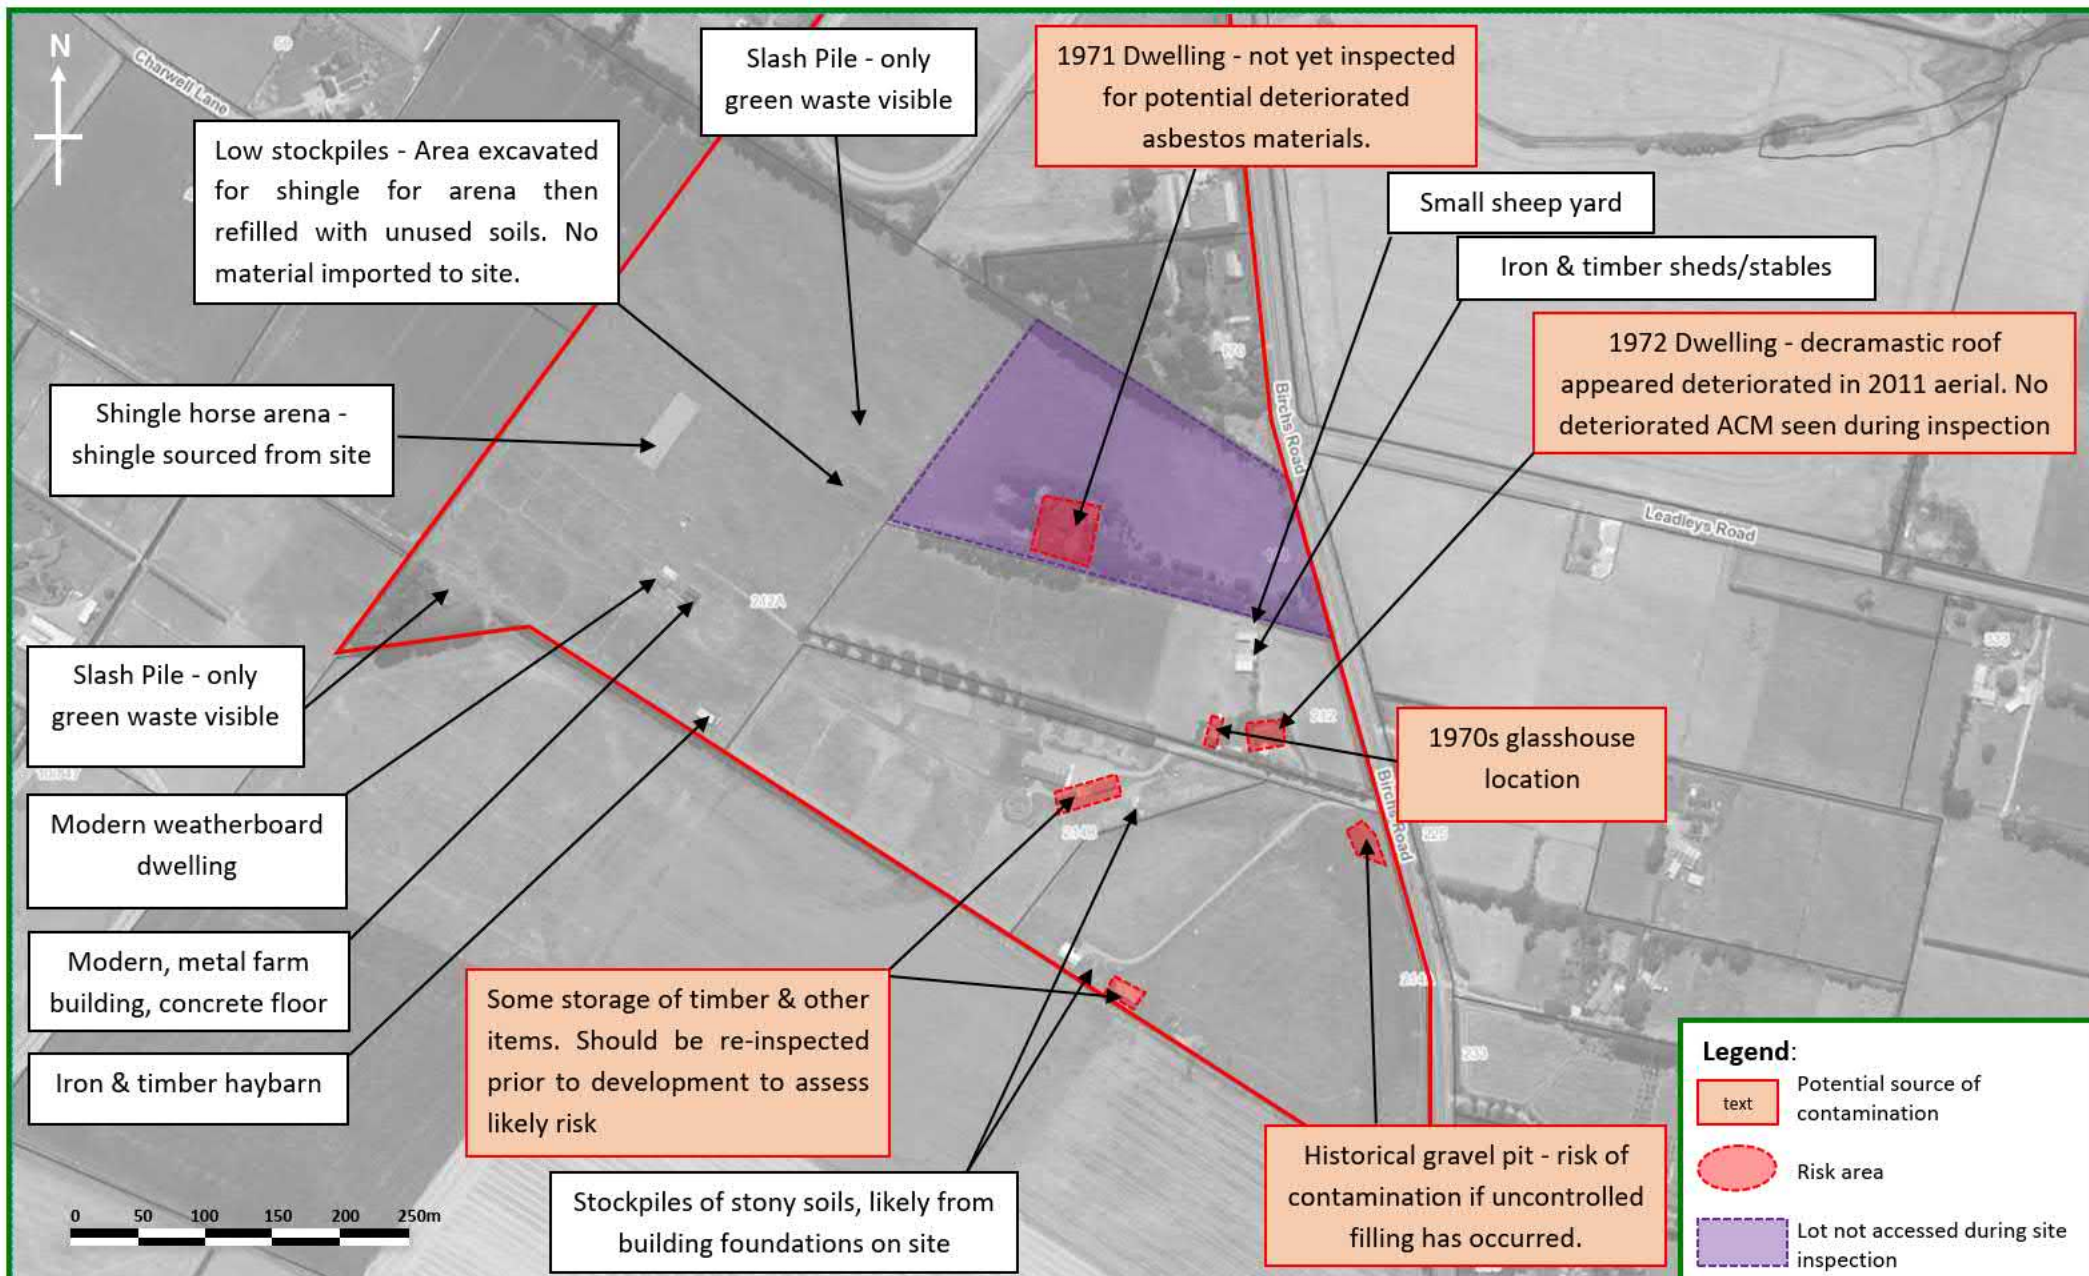 N
Charwell Lane
Slash Pile - only
green waste visible
1971 Dwelling - not yet inspected
for potential deteriorated
asbestos materials.
Low stockpiles - Area excavated
for shingle for arena then
refilled with unused soils. No
material imported to site.
Small sheep yard
Iron & timber sheds/stables
1972 Dwelling - decramastic roof
appeared deteriorated in 2011 aerial. No
deteriorated ACM seen during inspection
Shingle horse arena -
shingle sourced from site
Birchs Road
Leadleys Road
212A
Slash Pile - only
green waste visible
333
212
1970s glasshouse
location
Birchs Road
225
Modern weatherboard
dwelling
Modern, metal farm
building, concrete floor
Some storage of timber & other
items. Should be re-inspected
prior to development to assess
likely risk
Iron & timber haybarn
233
Stockpiles of stony soils, likely from
building foundations on site
Historical gravel pit - risk of
contamination if uncontrolled
filling has occurred.
0 50 100 150 200 250m
Legend:
text
Potential source of
contamination
Risk area
Lot not accessed during site
inspection